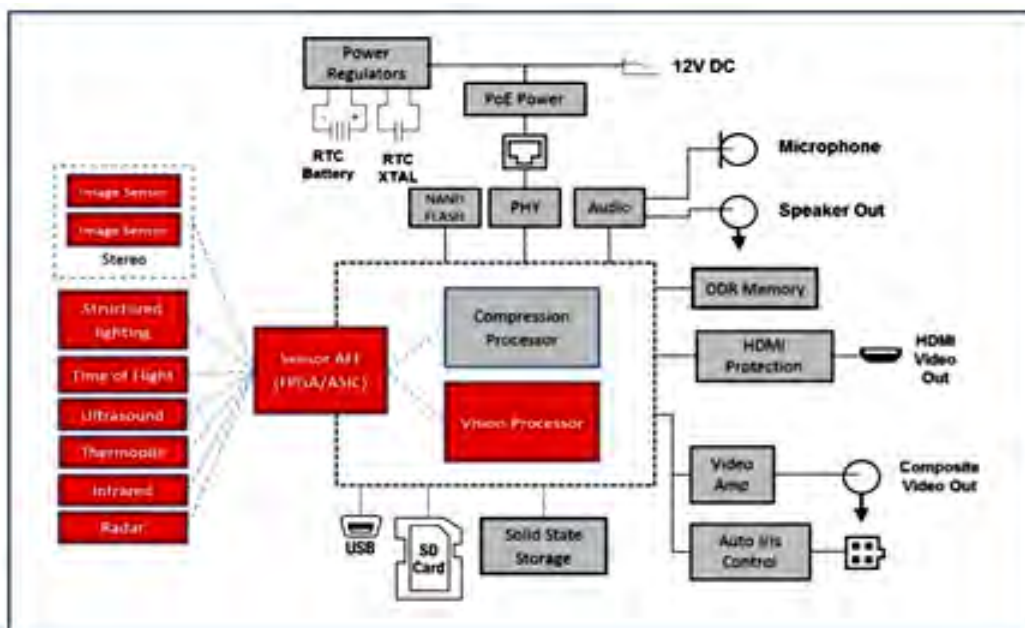 Power
Regulators
12V DC
PoE Power
RTC
Battery
RTC
XTAL
Microphone
NAND
FLASH
PHY
Audio
Speaker Out
Image Sensor
Image Sensor
Stereo
Structured
lighting
Time of Flight
Ultrasound
Thermopile
Infrared
Radar
Sensor AFE
(FPGA/ASIC)
Compression
Processor
Vision Processor
DDR Memory
HDMI
Protection
HDMI
Video
Out
Video
Amp
Composite
Video Out
Auto Iris
Control
USB
SD
Card
Solid State
Storage